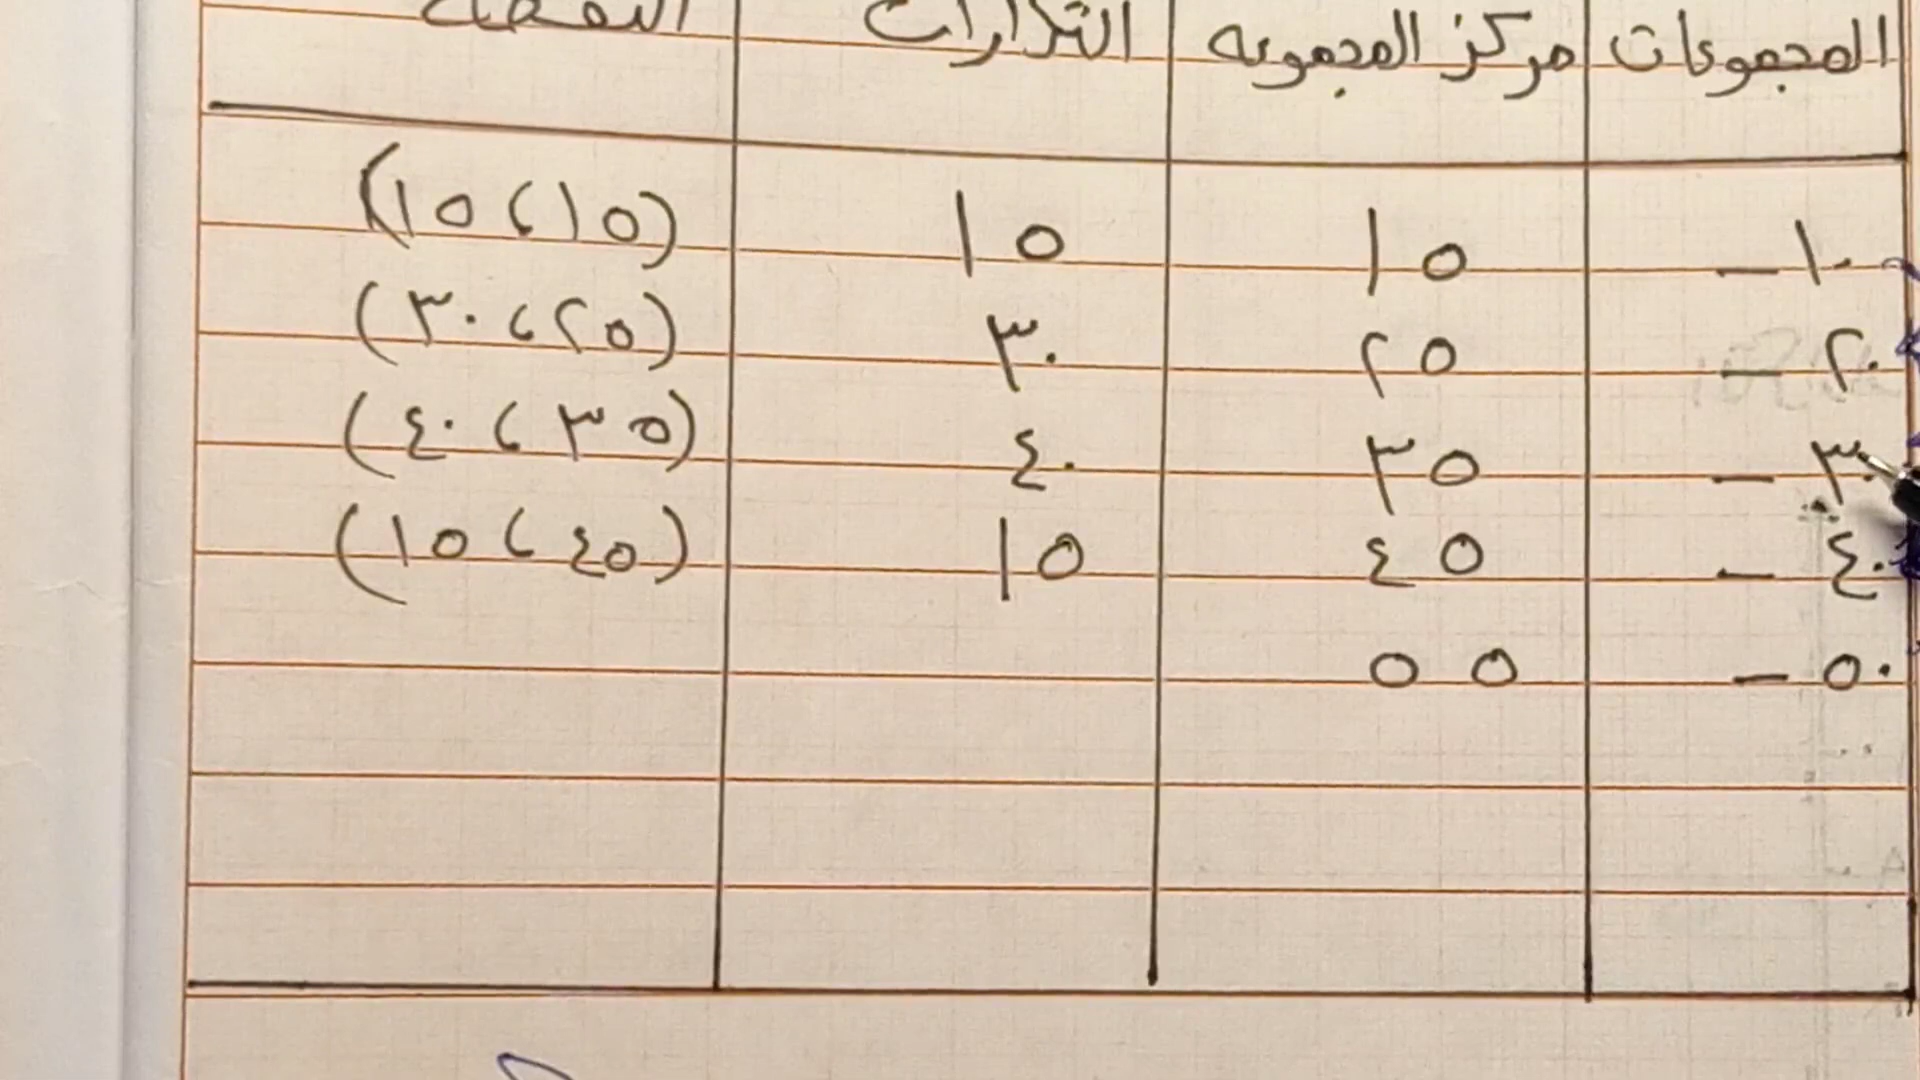 المجموعات مركز المجموعه التكرارات النقطة
١٠ – ١٥ ١٥ (١٥ ، ١٥)
٢٠ – ٢٥ ٣٠ (٢٥ ، ٣٠)
٣٠ – ٣٥ ٤٠ (٣٥ ، ٤٠)
٤٠ – ٤٥ ١٥ (٤٥ ، ١٥)
٥٠ – ٥٥